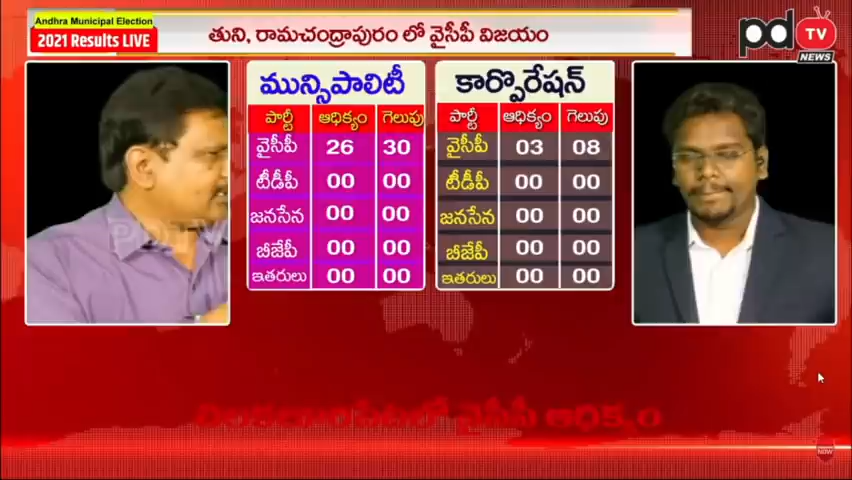 Andhra Municipal Election
2021 Results LIVE
తుని, రామచంద్రాపురం లో వైసీపీ విజయం
pd TV
NEWS
మున్సిపాలిటీ
పార్టీ ఆధిక్యం గెలుపు
వైసీపీ 26 30
టీడీపీ 00 00
జనసేన 00 00
బీజేపీ 00 00
ఇతరులు 00 00
కార్పొరేషన్
పార్టీ ఆధిక్యం గెలుపు
వైసీపీ 03 08
టీడీపీ 00 00
జనసేన 00 00
బీజేపీ 00 00
ఇతరులు 00 00
వైసీపీ ఆధిక్యం